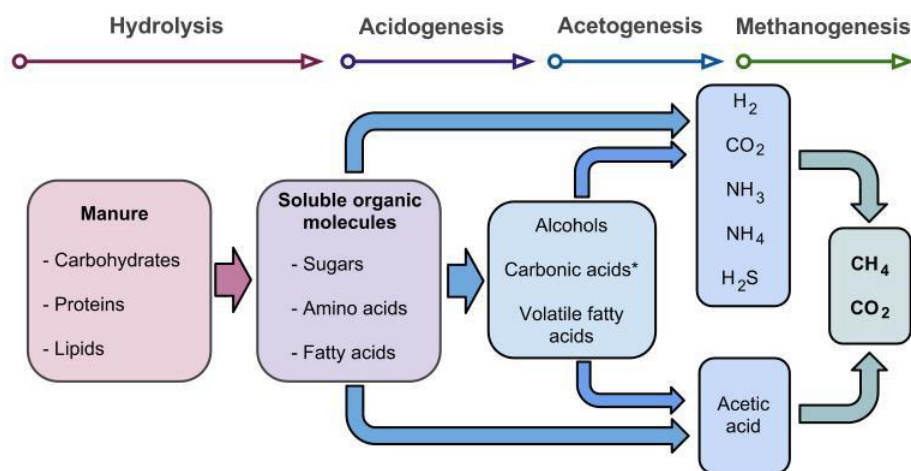 Hydrolysis
Acidogenesis
Acetogenesis
Methanogenesis
Manure
- Carbohydrates
- Proteins
- Lipids
Soluble organic
molecules
- Sugars
- Amino acids
- Fatty acids
Alcohols
Carbonic acids*
Volatile fatty
acids
H₂
CO₂
NH₃
NH₄
H₂S
Acetic
acid
CH₄
CO₂